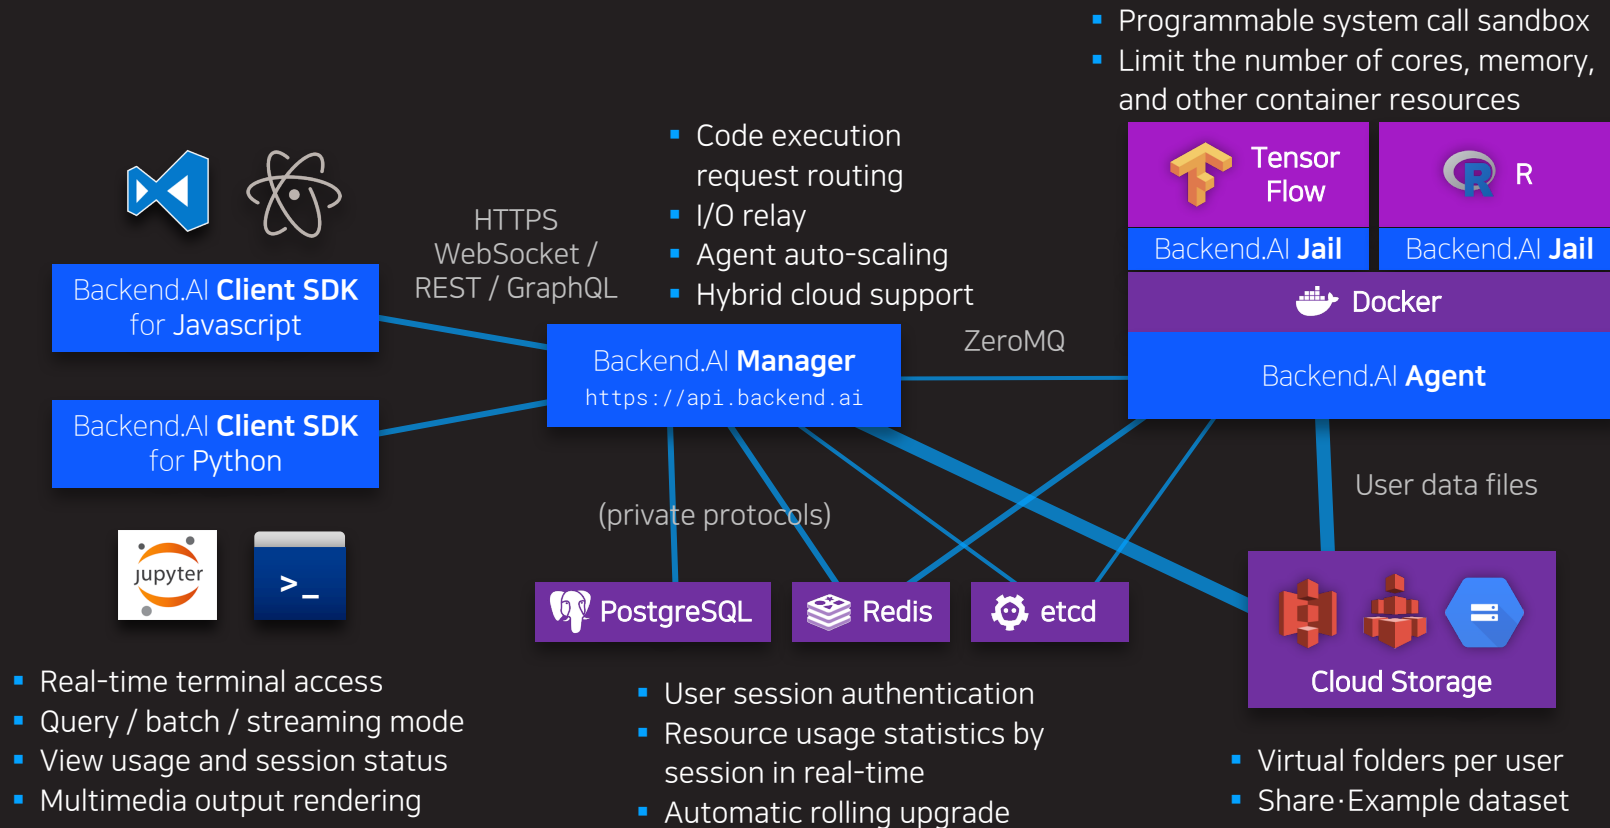 ▪ Programmable system call sandbox
▪ Limit the number of cores, memory,
and other container resources
▪ Code execution
request routing
▪ I/O relay
▪ Agent auto-scaling
▪ Hybrid cloud support
HTTPS
WebSocket /
REST / GraphQL
Tensor
Flow
R
R
Backend.AI Jail
Backend.AI Jail
Docker
Backend.AI Agent
Backend.AI Client SDK
for Javascript
Backend.AI Manager
https://api.backend.ai
ZeroMQ
Backend.AI Client SDK
for Python
User data files
(private protocols)
jupyter
>_
PostgreSQL
Redis
etcd
Cloud Storage
▪ Real-time terminal access
▪ Query / batch / streaming mode
▪ View usage and session status
▪ Multimedia output rendering
▪ User session authentication
▪ Resource usage statistics by
session in real-time
▪ Automatic rolling upgrade
▪ Virtual folders per user
▪ Share·Example dataset